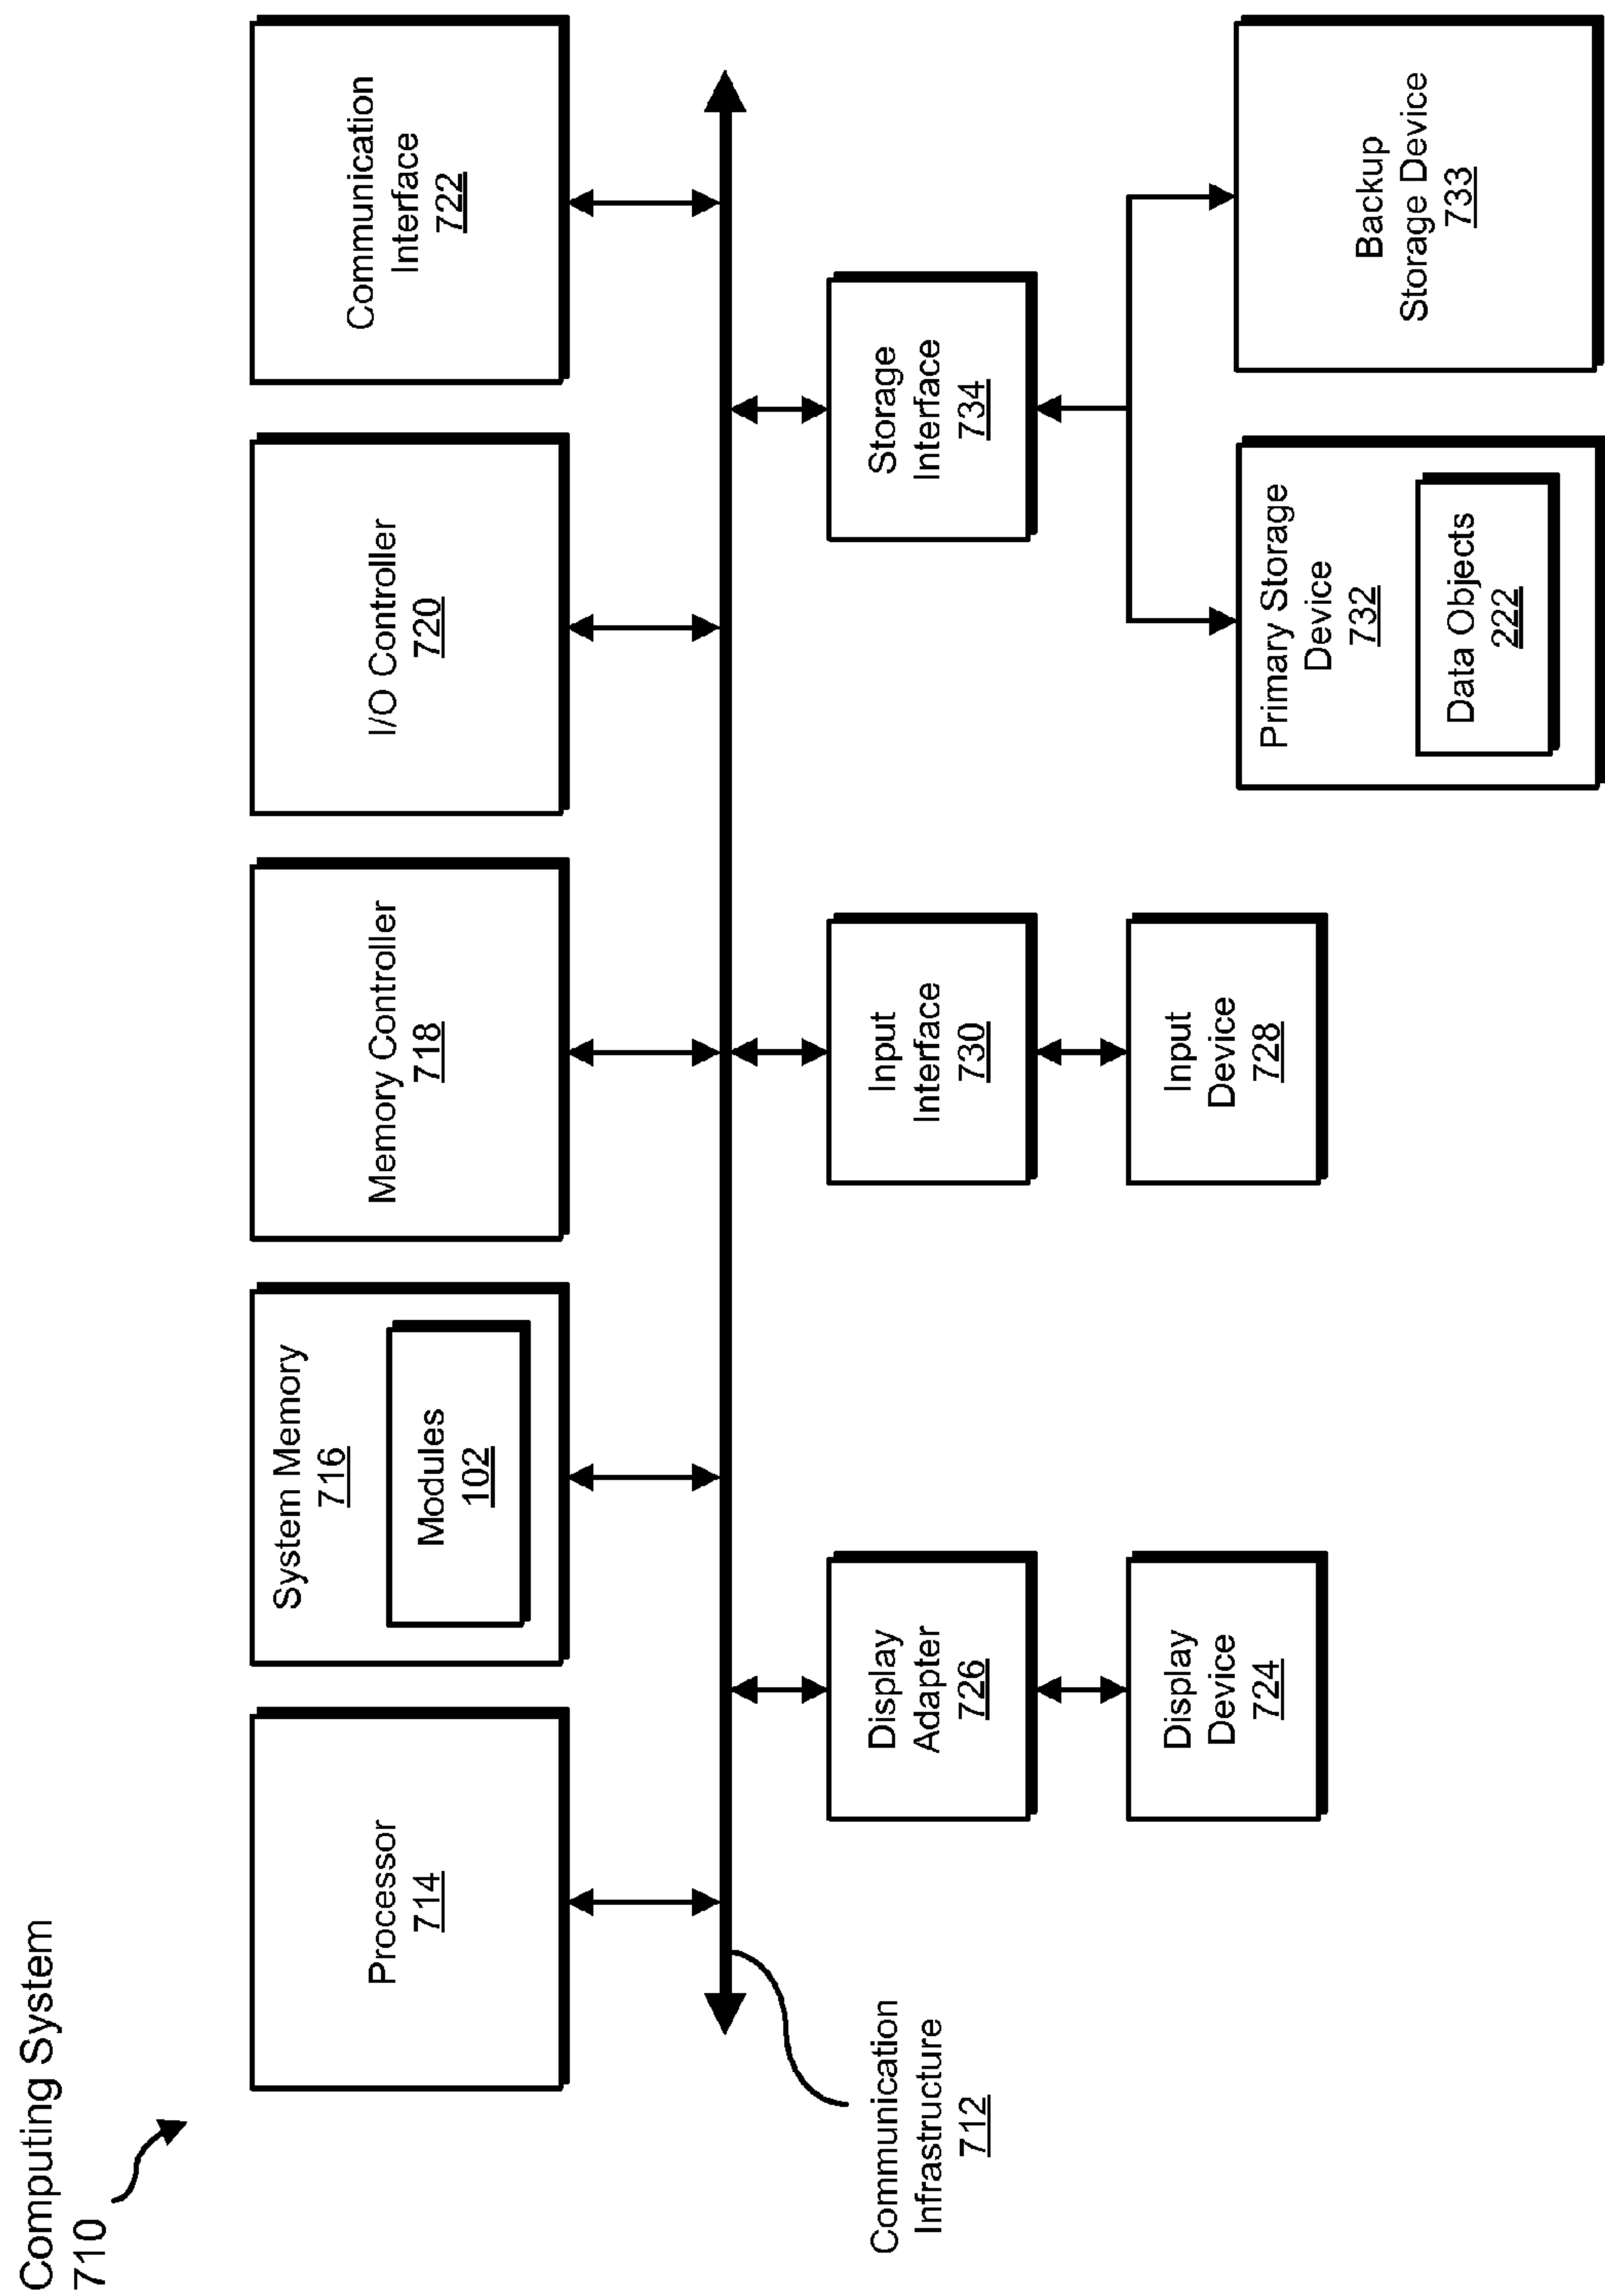 Computing System
710
Processor
714
System Memory
716
Modules
102
Memory Controller
718
I/O Controller
720
Communication
Interface
722
Communication
Infrastructure
712
Display
Adapter
726
Input
Interface
730
Storage
Interface
734
Display
Device
724
Input
Device
728
Primary Storage
Device
732
Data Objects
222
Backup
Storage Device
733